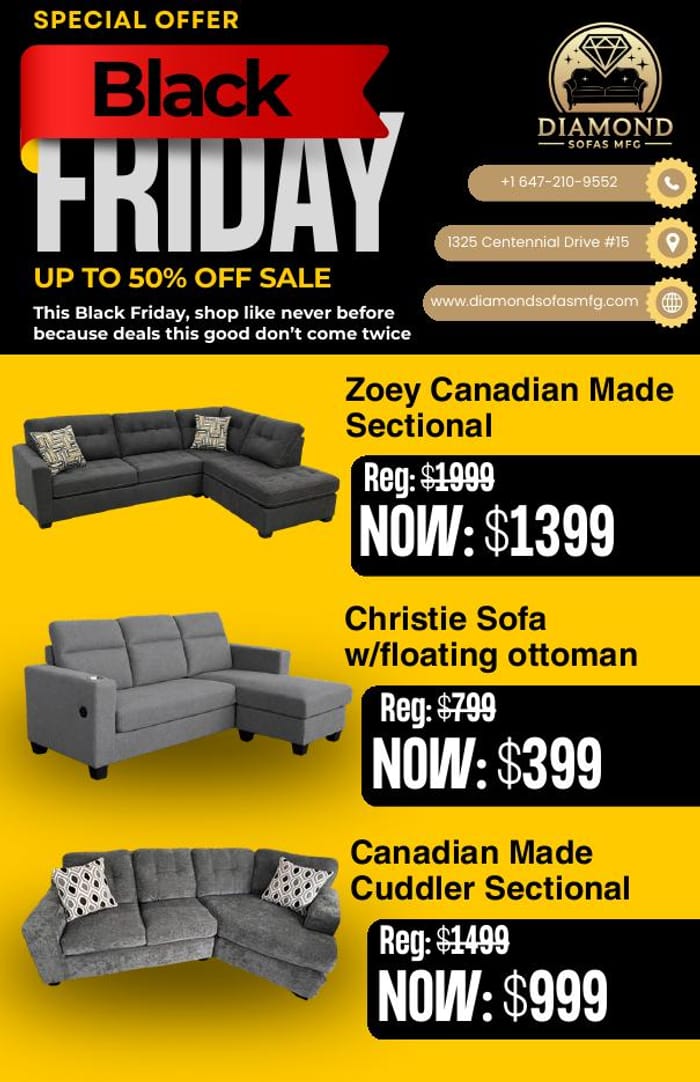 SPECIAL OFFER
Black
FRIDAY
UP TO 50% OFF SALE
This Black Friday, shop like never before
because deals this good don't come twice
DIAMOND
SOFAS MFG
+1 647-210-9552
1325 Centennial Drive #15
www.diamondsofasmfg.com
Zoey Canadian Made
Sectional
Reg: $1999
NOW: $1399
Christie Sofa
w/floating ottoman
Reg: $799
NOW: $399
Canadian Made
Cuddler Sectional
Reg: $1499
NOW: $999